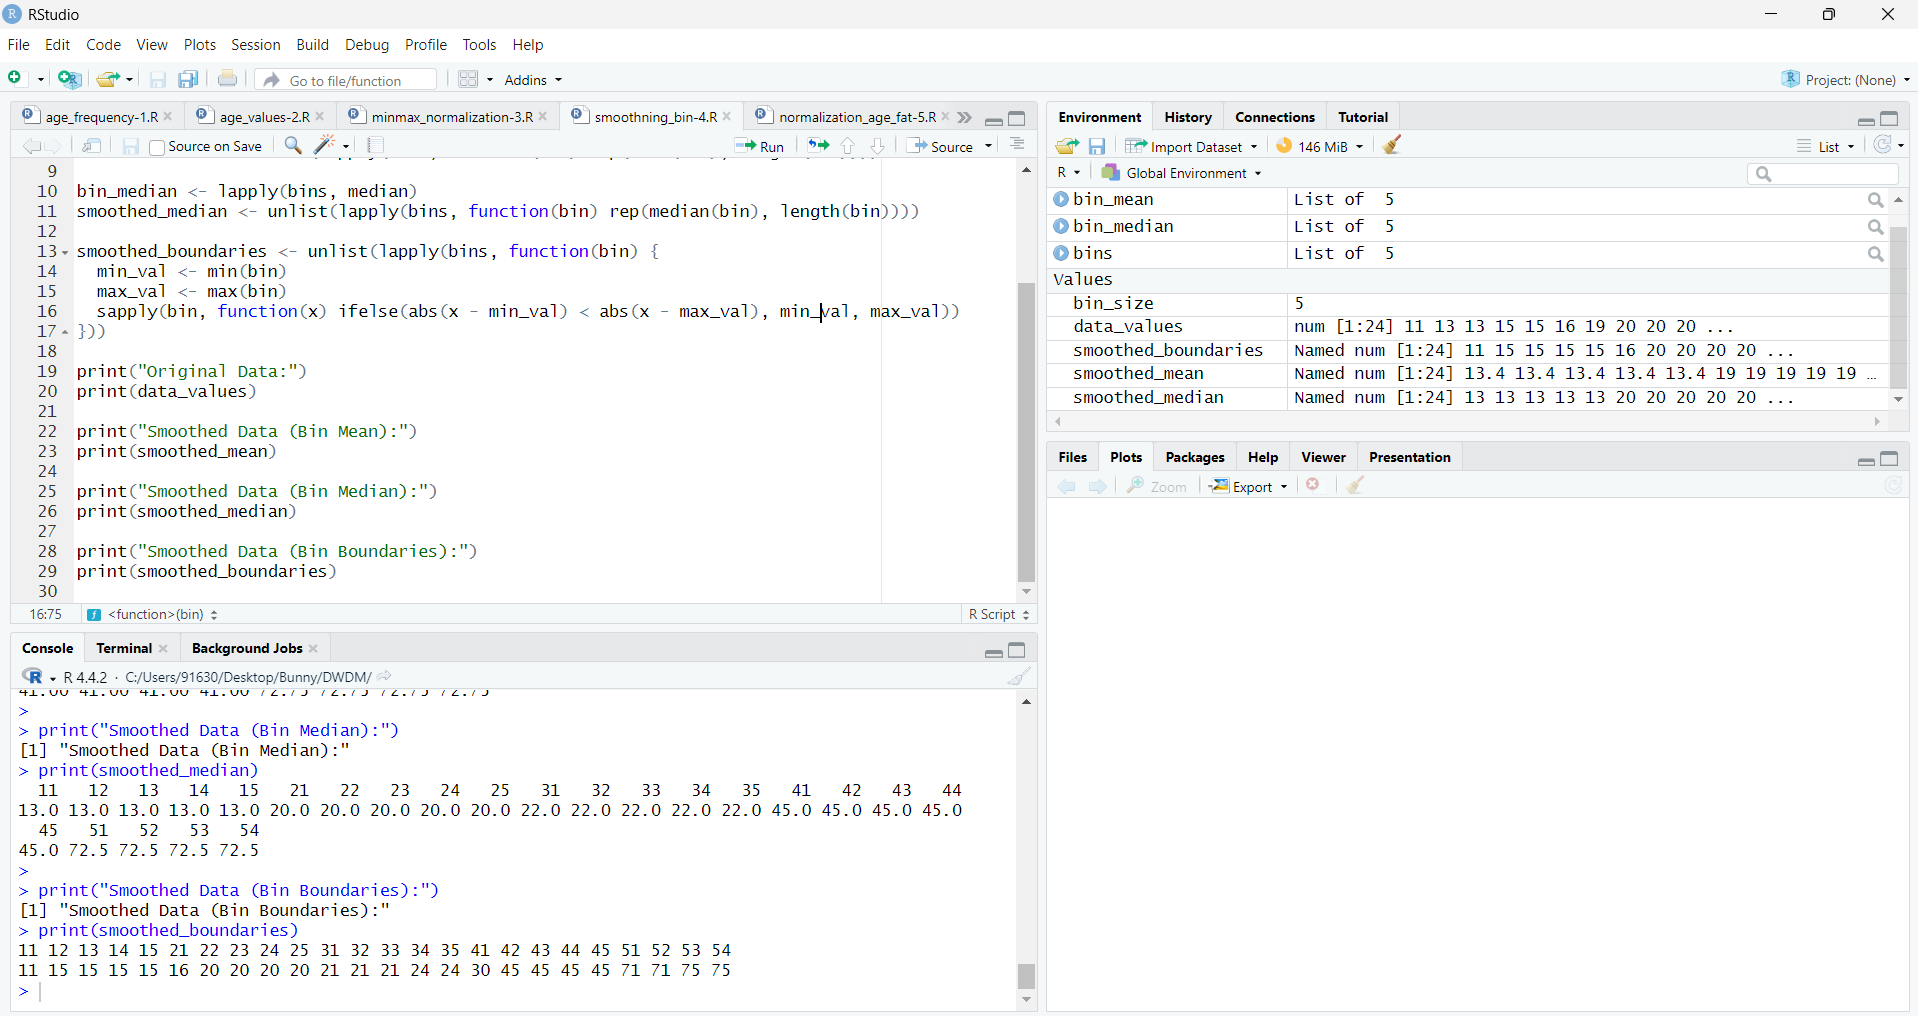 RStudio
File Edit Code View Plots Session Build Debug Profile Tools Help
Go to file/function Addins Project: (None)
age_frequency-1.R age_values-2.R minmax_normalization-3.R smoothning_bin-4.R normalization_age_fat-5.R
Source on Save Run Source
9
10 bin_median <- lapply(bins, median)
11 smoothed_median <- unlist(lapply(bins, function(bin) rep(median(bin), length(bin))))
12
13 smoothed_boundaries <- unlist(lapply(bins, function(bin) {
14 min_val <- min(bin)
15 max_val <- max(bin)
16 sapply(bin, function(x) ifelse(abs(x - min_val) < abs(x - max_val), min_val, max_val))
17 }))
18
19 print("Original Data:")
20 print(data_values)
21
22 print("Smoothed Data (Bin Mean):")
23 print(smoothed_mean)
24
25 print("Smoothed Data (Bin Median):")
26 print(smoothed_median)
27
28 print("Smoothed Data (Bin Boundaries):")
29 print(smoothed_boundaries)
30
16:75 <function>(bin) R Script
Console Terminal Background Jobs
R 4.4.2 · C:/Users/91630/Desktop/Bunny/DWDM/
41.00 41.00 41.00 41.00 72.75 72.75 72.75 72.75
>
> print("Smoothed Data (Bin Median):")
[1] "Smoothed Data (Bin Median):"
> print(smoothed_median)
11 12 13 14 15 21 22 23 24 25 31 32 33 34 35 41 42 43 44
13.0 13.0 13.0 13.0 13.0 20.0 20.0 20.0 20.0 20.0 22.0 22.0 22.0 22.0 22.0 45.0 45.0 45.0 45.0
45 51 52 53 54
45.0 72.5 72.5 72.5 72.5
>
> print("Smoothed Data (Bin Boundaries):")
[1] "Smoothed Data (Bin Boundaries):"
> print(smoothed_boundaries)
11 12 13 14 15 21 22 23 24 25 31 32 33 34 35 41 42 43 44 45 51 52 53 54
11 15 15 15 15 16 20 20 20 20 21 21 21 24 24 30 45 45 45 45 71 71 75 75
>
Environment History Connections Tutorial
Import Dataset 146 MiB List
R Global Environment
bin_mean List of 5
bin_median List of 5
bins List of 5
Values
bin_size 5
data_values num [1:24] 11 13 13 15 15 16 19 20 20 20 ...
smoothed_boundaries Named num [1:24] 11 15 15 15 15 16 20 20 20 20 ...
smoothed_mean Named num [1:24] 13.4 13.4 13.4 13.4 13.4 19 19 19 19 19 …
smoothed_median Named num [1:24] 13 13 13 13 13 20 20 20 20 20 ...
Files Plots Packages Help Viewer Presentation
Zoom Export